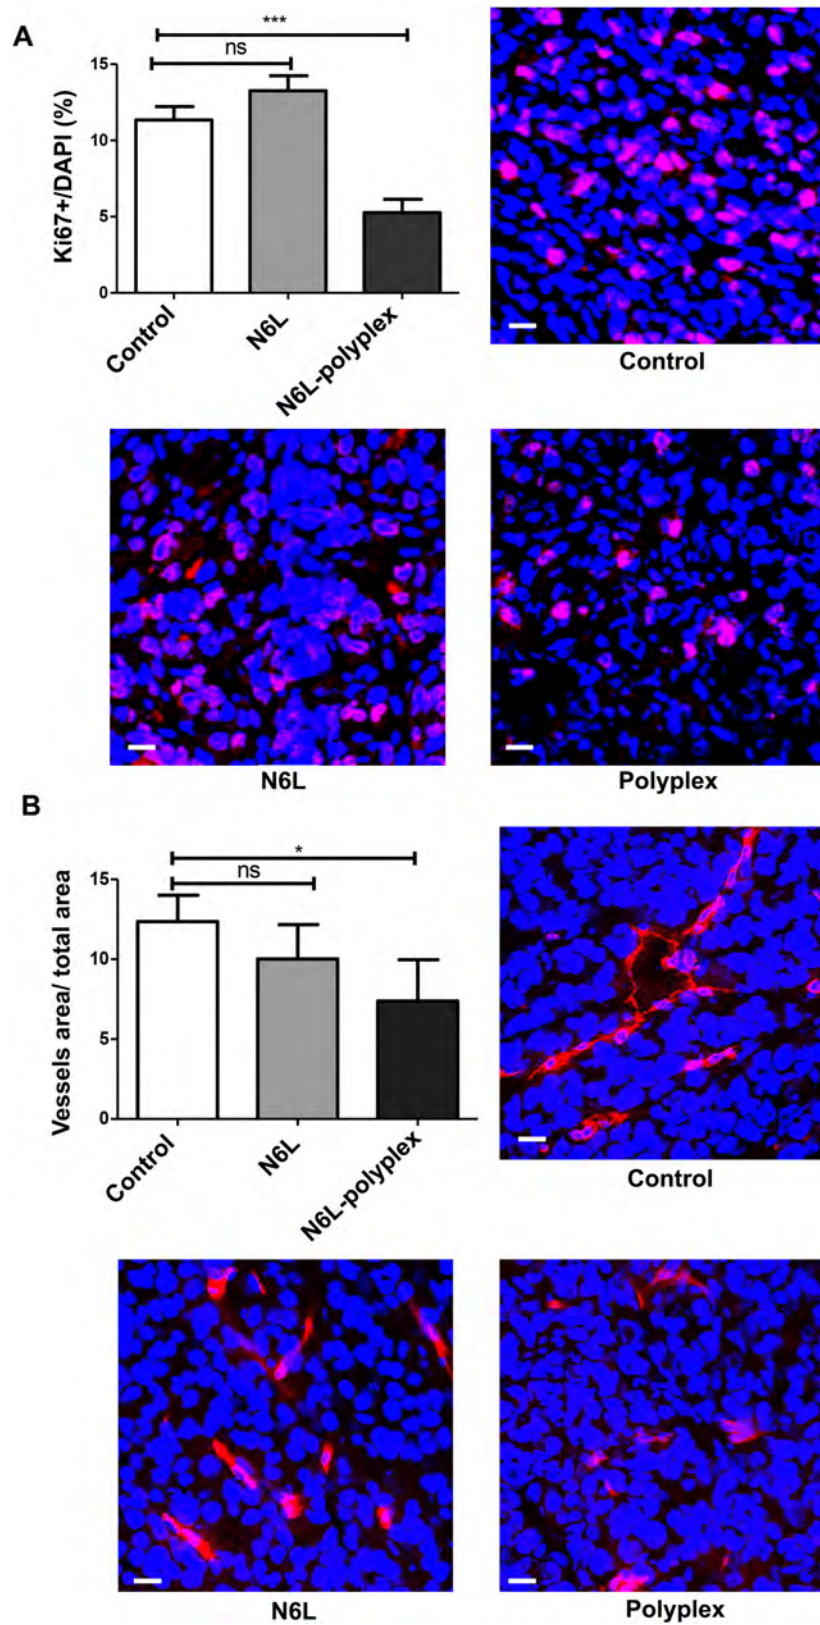 A
***
ns
15
10
5
0
Ki67+/DAPI (%)
Control
N6L
N6L-polyplex
Control
N6L
Polyplex
B
*
ns
15
10
5
0
Vessels area/ total area
Control
N6L
N6L-polyplex
Control
N6L
Polyplex